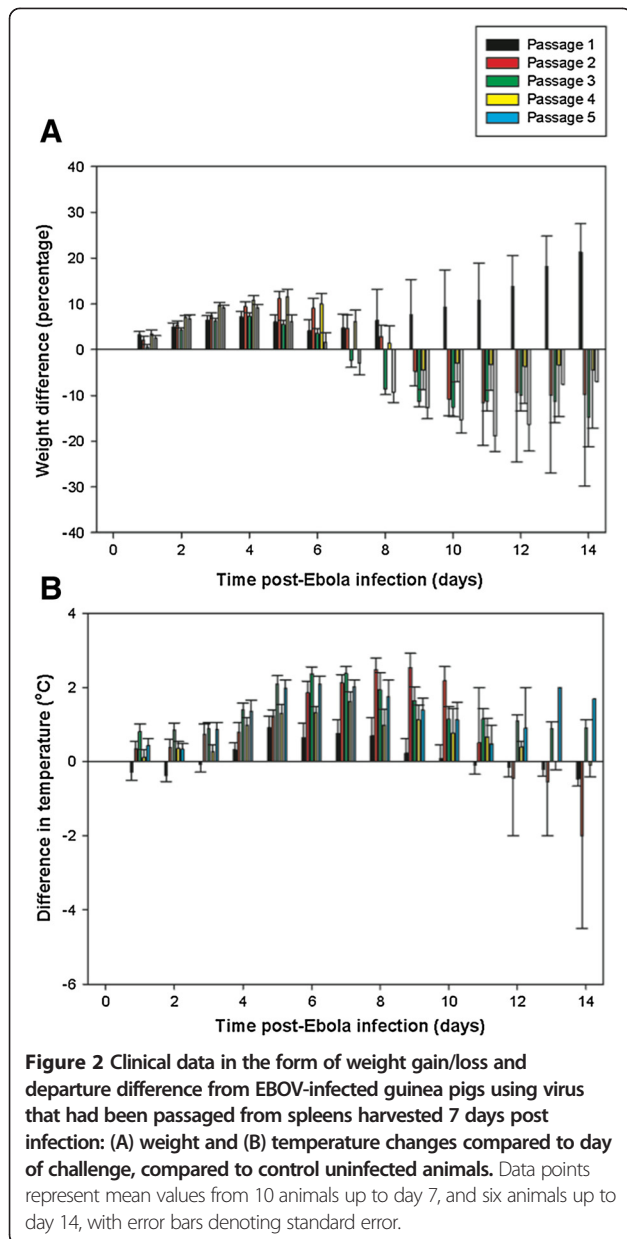 Passage 1
Passage 2
Passage 3
Passage 4
Passage 5
A
40
30
20
10
0
-10
-20
-30
-40
Weight difference (percentage)
0 2 4 6 8 10 12 14
Time post-Ebola infection (days)
B
4
2
0
-2
-4
-6
Difference in temperature (°C)
0 2 4 6 8 10 12 14
Time post-Ebola infection (days)
Figure 2 Clinical data in the form of weight gain/loss and
departure difference from EBOV-infected guinea pigs using virus
that had been passaged from spleens harvested 7 days post
infection: (A) weight and (B) temperature changes compared to day
of challenge, compared to control uninfected animals. Data points
represent mean values from 10 animals up to day 7, and six animals up to
day 14, with error bars denoting standard error.